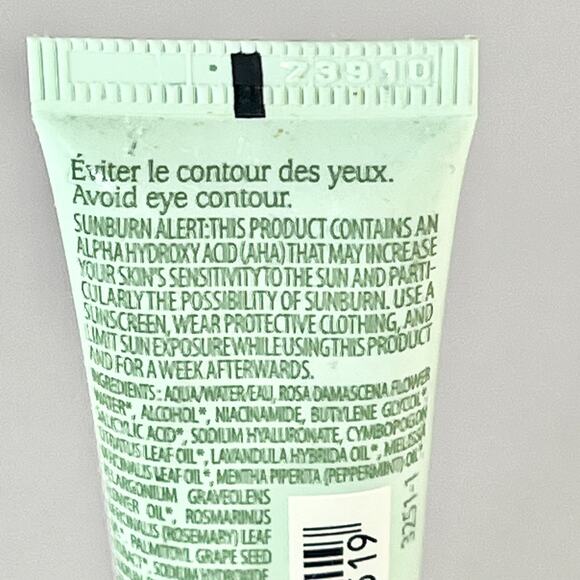 73910
Éviter le contour des yeux.
Avoid eye contour.
SUNBURN ALERT:THIS PRODUCT CONTAINS AN
ALPHA HYDROXY ACID (AHA) THAT MAY INCREASE
YOUR SKIN'S SENSITIVITY TO THE SUN AND PARTI-
CULARLY THE POSSIBILITY OF SUNBURN. USE A
SUNSCREEN, WEAR PROTECTIVE CLOTHING, AND
LIMIT SUN EXPOSURE WHILE USING THIS PRODUCT
AND FOR A WEEK AFTERWARDS.
INGREDIENTS : AQUA/WATER/EAU, ROSA DAMASCENA FLOWER
WATER*, ALCOHOL*, NIACINAMIDE, BUTYLENE GLYCOL*,
SALICYLIC ACID*, SODIUM HYALURONATE, CYMBOPOGON
CITRATUS LEAF OIL*, LAVANDULA HYBRIDA OIL*, MELISSA
OFFICINALIS LEAF OIL*, MENTHA PIPERITA (PEPPERMINT) OIL*,
PELARGONIUM GRAVEOLENS
FLOWER OIL*, ROSMARINUS
OFFICINALIS (ROSEMARY) LEAF
PALMITOYL GRAPE SEED
SODIUM HYDROXIDE
3251-1
619